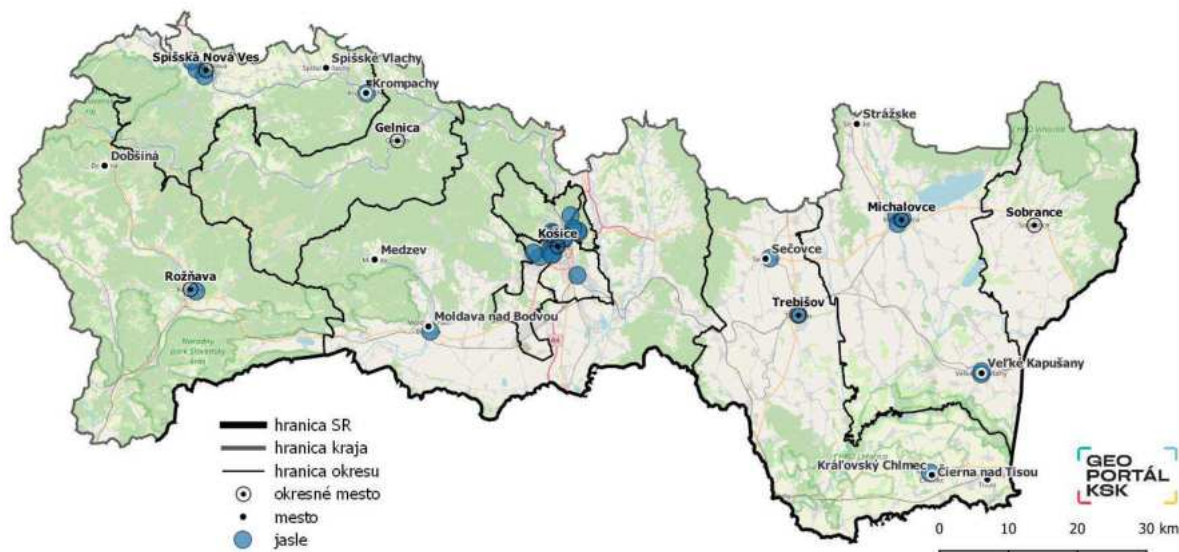 Spišská Nová Ves
Spišské Vlachy
Krompachy
Gelnica
Strážske
Dobšiná
Michalovce
Sobrance
Košice
Medzev
Sečovce
Rožňava
Trebišov
Moldava nad Bodvou
Veľké Kapušany
Kráľovský Chlmec
Čierna nad Tisou
hranica SR
hranica kraja
hranica okresu
okresné mesto
mesto
jasle
GEO
PORTÁL
KSK
0 10 20 30 km